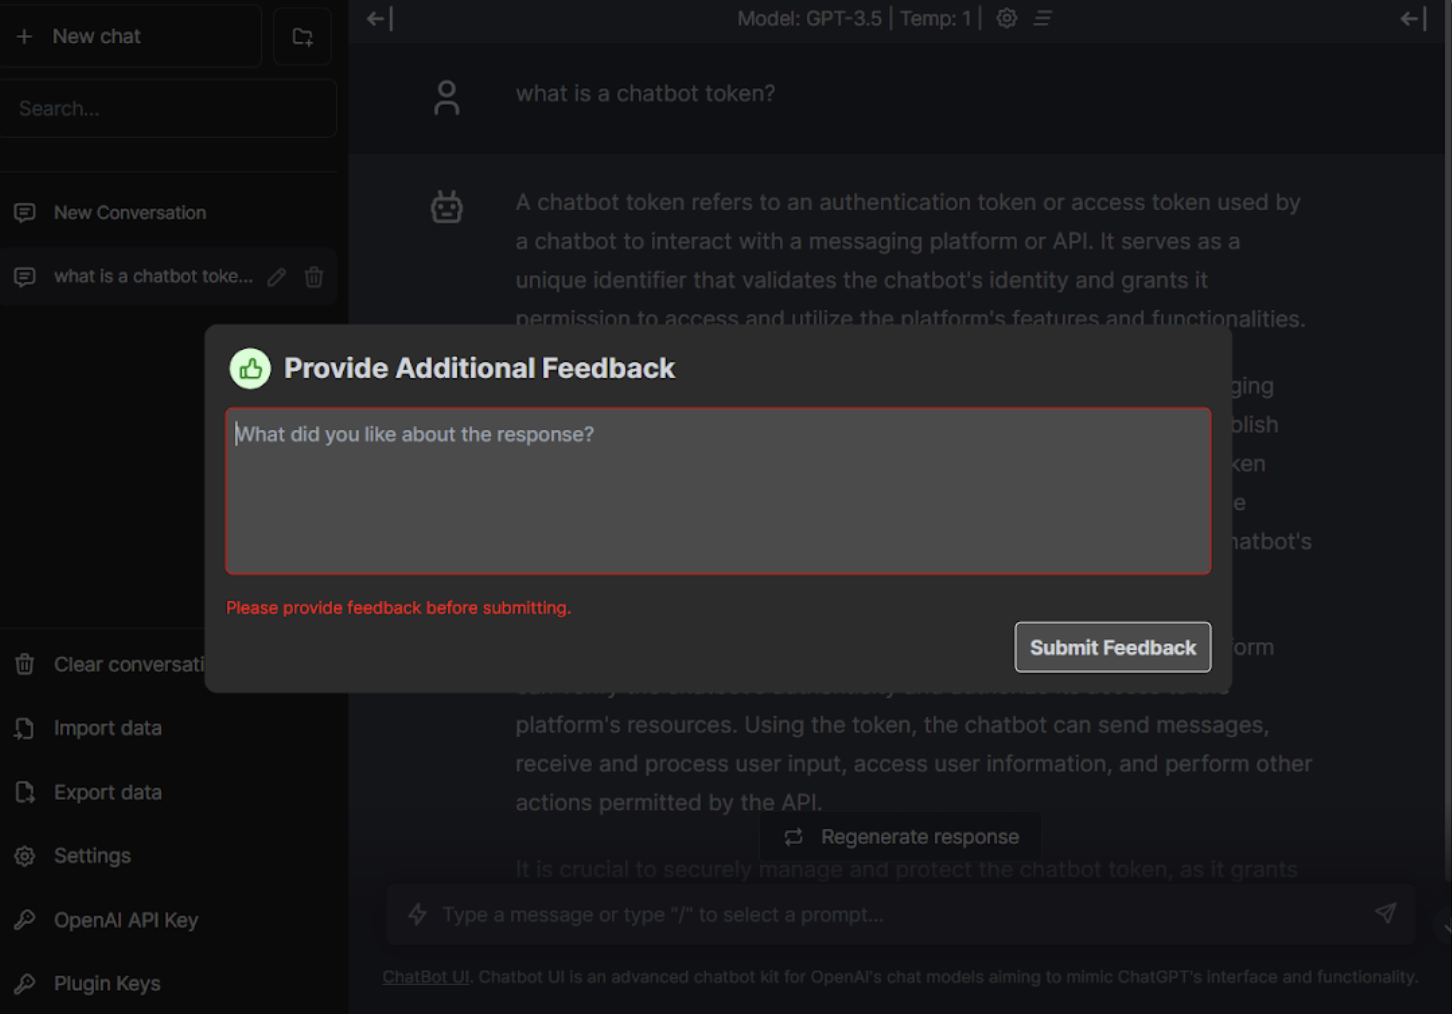 New chat
Search...
New Conversation
what is a chatbot toke...
Clear conversati
Import data
Export data
Settings
OpenAI API Key
Plugin Keys
Model: GPT-3.5 | Temp: 1 |
what is a chatbot token?
A chatbot token refers to an authentication token or access token used by
a chatbot to interact with a messaging platform or API. It serves as a
unique identifier that validates the chatbot's identity and grants it
permission to access and utilize the platform's features and functionalities.
ging
blish
ken
e
hatbot's
Provide Additional Feedback
What did you like about the response?
Please provide feedback before submitting.
Submit Feedback
form
platform's resources. Using the token, the chatbot can send messages,
receive and process user input, access user information, and perform other
actions permitted by the API.
Regenerate response
It is crucial to securely manage and protect the chatbot token, as it grants
Type a message or type "/" to select a prompt...
ChatBot UI. Chatbot UI is an advanced chatbot kit for OpenAI's chat models aiming to mimic ChatGPT's interface and functionality.